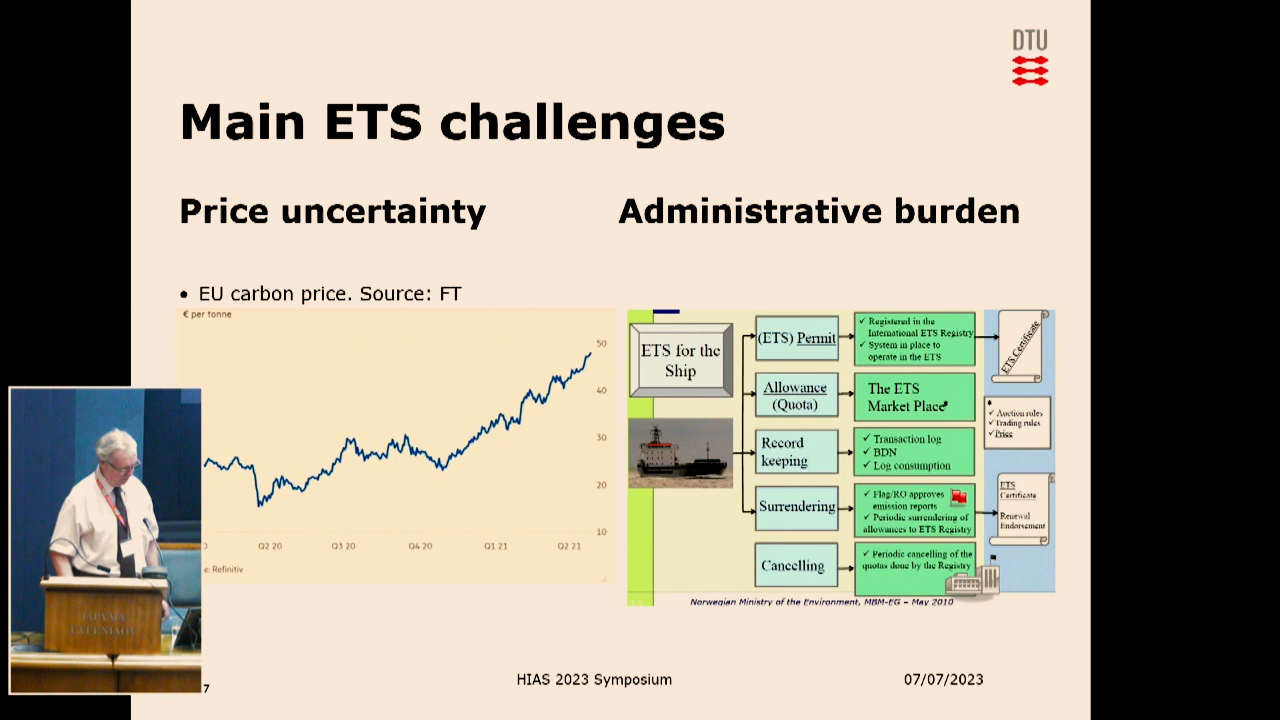 DTU
Main ETS challenges
Price uncertainty
Administrative burden
• EU carbon price. Source: FT
€ per tonne
50
40
30
20
10
0
Q2 20
Q3 20
Q4 20
Q1 21
Q2 21
e: Refinitiv
ETS for the
Ship
(ETS) Permit
✓ Registered in the
International ETS Registry
✓ System in place to
operate in the ETS
ETS Certificate
Allowance
(Quota)
The ETS
Market Place
✓ Auction rules
✓ Trading rules
✓ Price
Record
keeping
✓ Transaction log
✓ BDN
✓ Log consumption
Surrendering
✓ Flag/RO approves
emission reports
✓ Periodic surrendering of
allowances to ETS Registry
ETS
Certificate
Renewal
Endorsement
Cancelling
✓ Periodic cancelling of the
quotas done by the Registry
Norwegian Ministry of the Environment, MBM-EG – May 2010
ΙΔΡΥΜΑ
ΕΥΓΕΝΙΔΟΥ
7
HIAS 2023 Symposium
07/07/2023